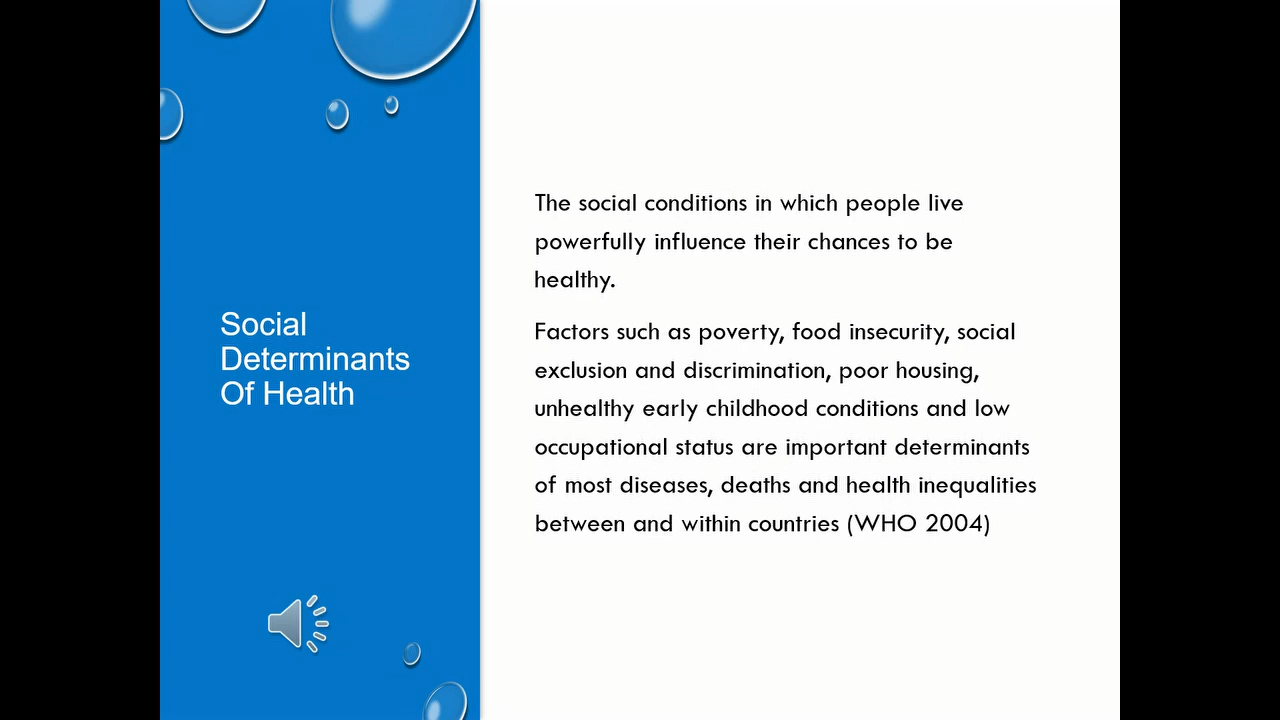 Social
Determinants
Of Health
The social conditions in which people live
powerfully influence their chances to be
healthy.
Factors such as poverty, food insecurity, social
exclusion and discrimination, poor housing,
unhealthy early childhood conditions and low
occupational status are important determinants
of most diseases, deaths and health inequalities
between and within countries (WHO 2004)